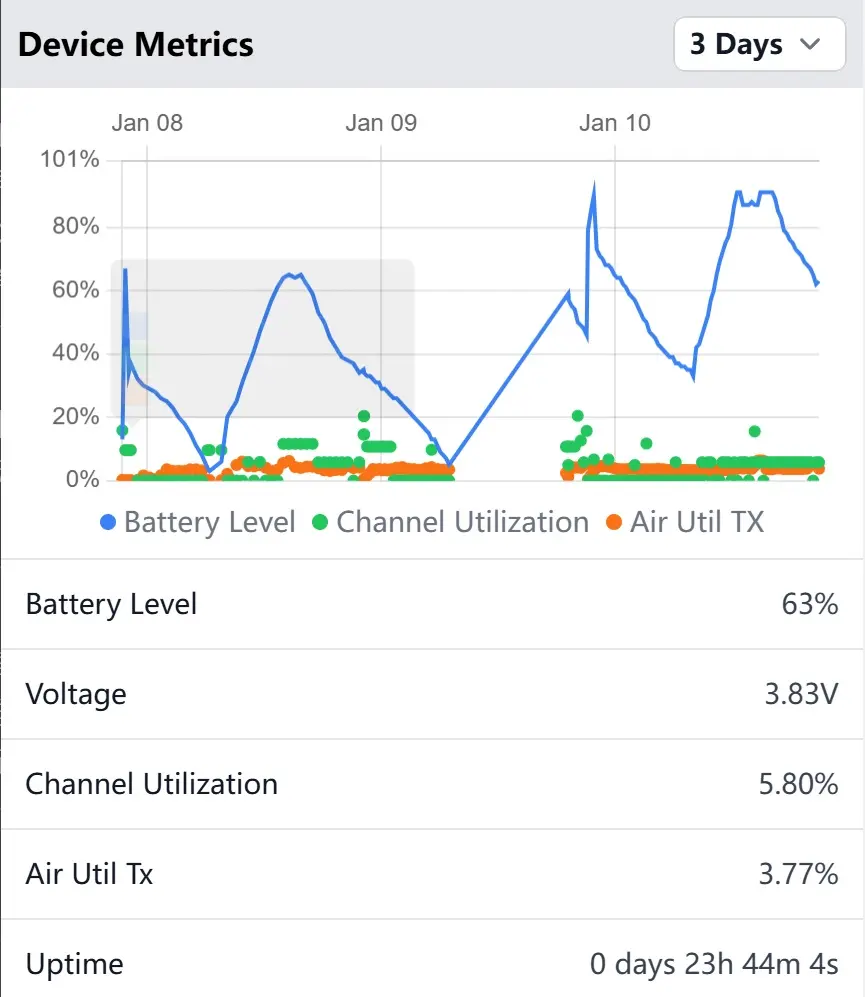 Device Metrics
3 Days
Jan 08 Jan 09 Jan 10
101%
80%
60%
40%
20%
0%
Battery Level Channel Utilization Air Util TX
Battery Level 63%
Voltage 3.83V
Channel Utilization 5.80%
Air Util Tx 3.77%
Uptime 0 days 23h 44m 4s